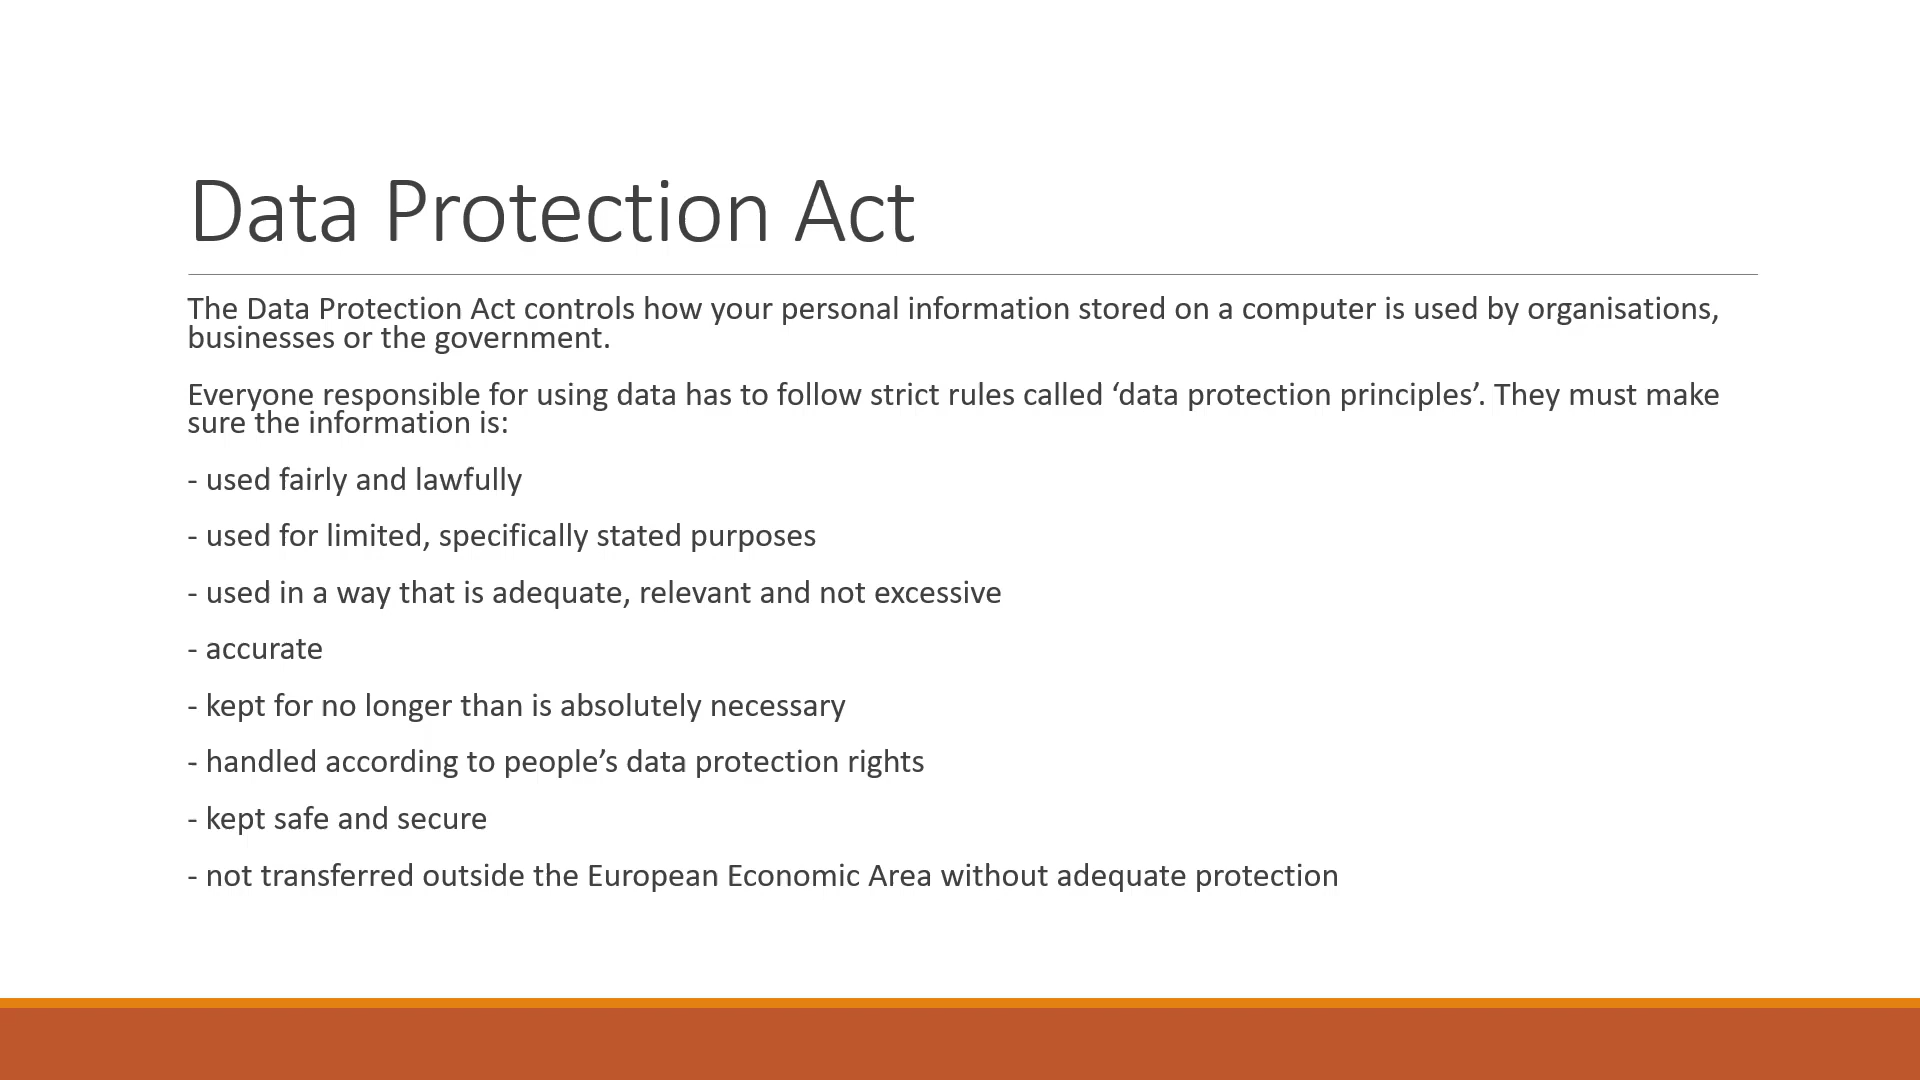 Data Protection Act
The Data Protection Act controls how your personal information stored on a computer is used by organisations,
businesses or the government.
Everyone responsible for using data has to follow strict rules called ‘data protection principles’. They must make
sure the information is:
- used fairly and lawfully
- used for limited, specifically stated purposes
- used in a way that is adequate, relevant and not excessive
- accurate
- kept for no longer than is absolutely necessary
- handled according to people’s data protection rights
- kept safe and secure
- not transferred outside the European Economic Area without adequate protection